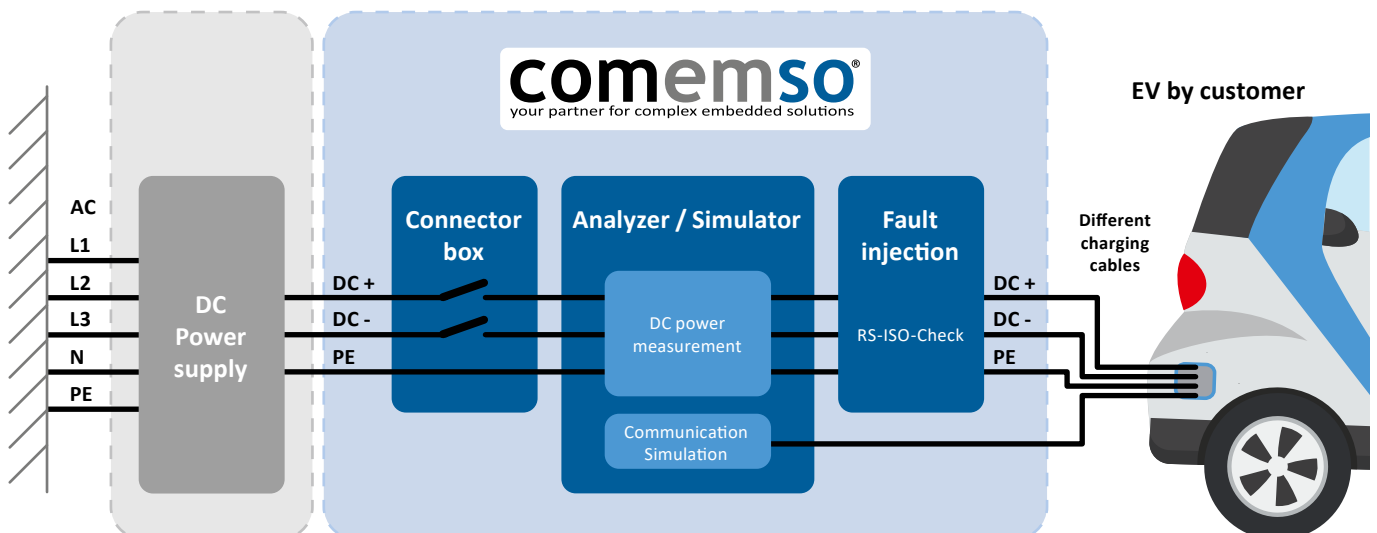 comemso®
your partner for complex embedded solutions
EV by customer
AC
L1
L2
L3
N
PE
DC
Power
supply
DC +
DC -
PE
Connector
box
Analyzer / Simulator
DC power
measurement
Communication
Simulation
Fault
injection
RS-ISO-Check
DC +
DC -
PE
Different
charging
cables